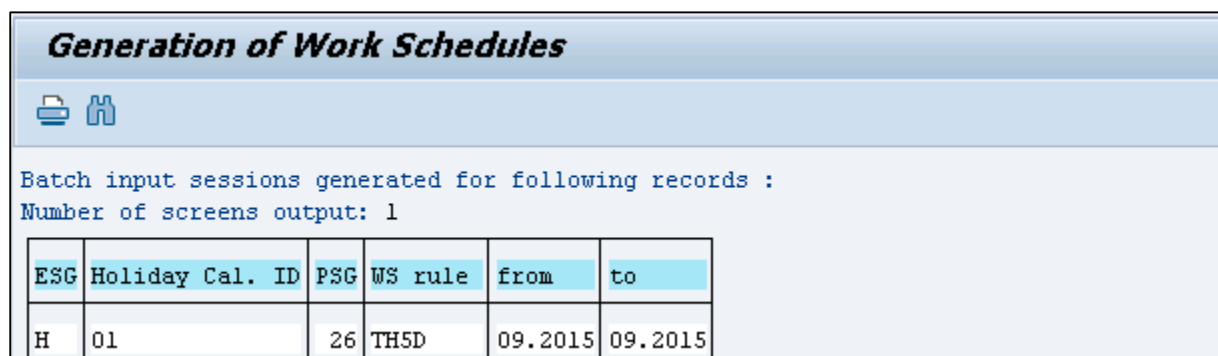 Generation of Work Schedules
Batch input sessions generated for following records :
Number of screens output: 1
ESG Holiday Cal. ID PSG WS rule from to
H 01 26 TH5D 09.2015 09.2015